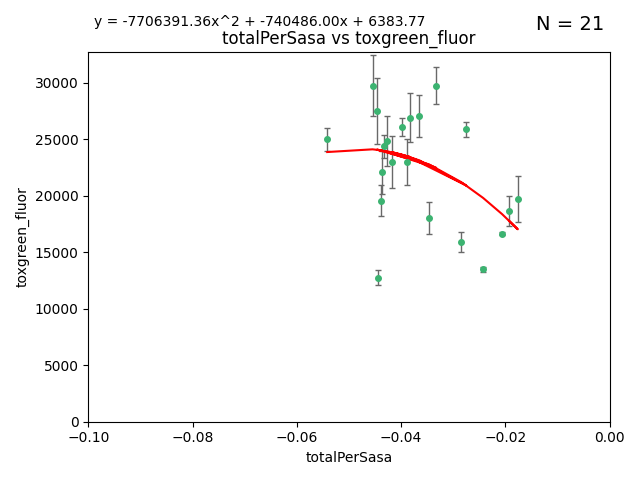 y = -7706391.36x^2 + -740486.00x + 6383.77
N = 21
totalPerSasa vs toxgreen_fluor
toxgreen_fluor
30000
25000
20000
15000
10000
5000
0
−0.10
−0.08
−0.06
−0.04
−0.02
0.00
totalPerSasa